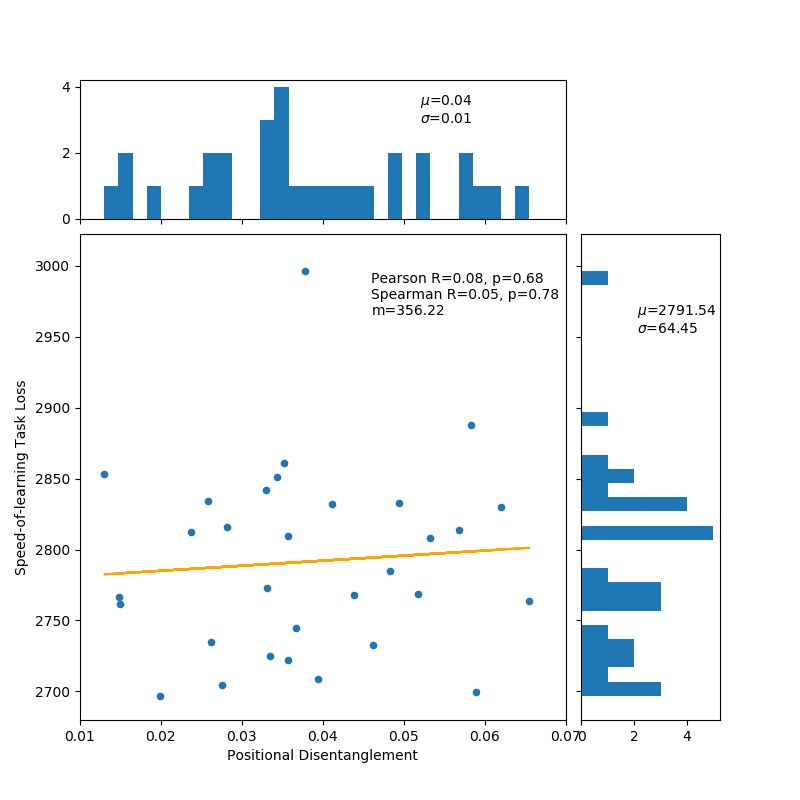 4
2
0
μ=0.04
σ=0.01
3000
2950
2900
2850
2800
2750
2700
Speed-of-learning Task Loss
Pearson R=0.08, p=0.68
Spearman R=0.05, p=0.78
m=356.22
μ=2791.54
σ=64.45
0.01 0.02 0.03 0.04 0.05 0.06 0.07
0 2 4
Positional Disentanglement